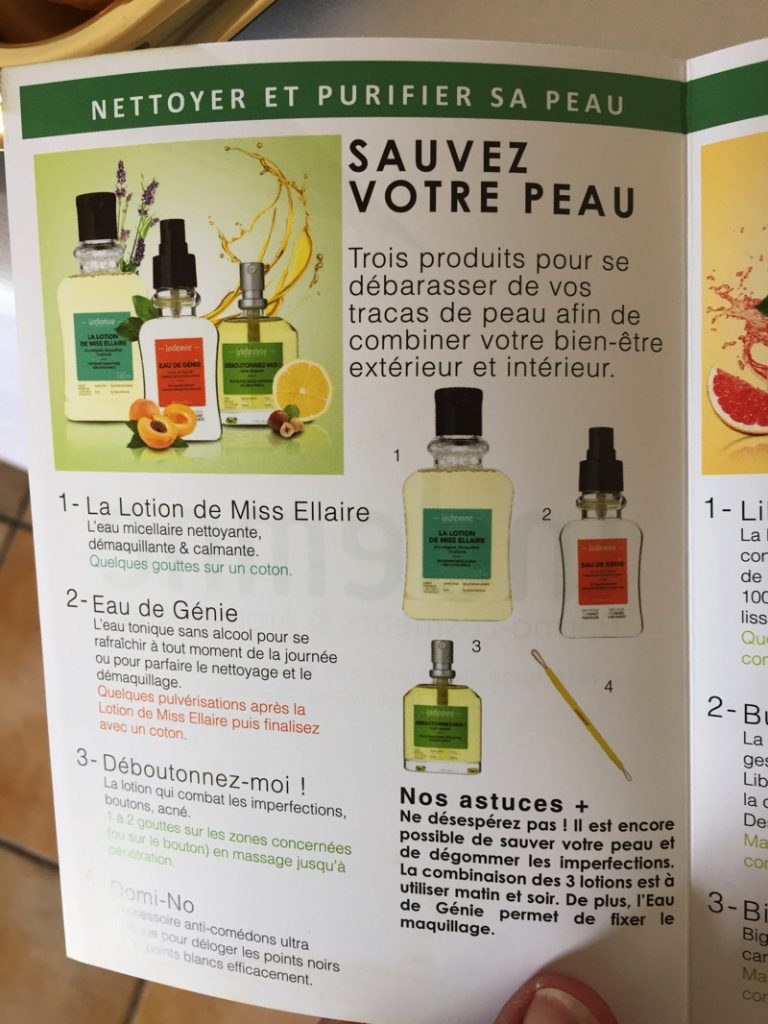 NETTOYER ET PURIFIER SA PEAU
SAUVEZ
VOTRE PEAU
Trois produits pour se
débarasser de vos
tracas de peau afin de
combiner votre bien-être
extérieur et intérieur.
indemne
LA LOTION
DE MISS ELLAIRE
indemne
EAU DE GÉNIE
indemne
DÉBOUTONNEZ-MOI !
1
indemne
LA LOTION
DE MISS ELLAIRE
2
indemne
EAU DE GÉNIE
3
indemne
DÉBOUTONNEZ-MOI !
4
1- La Lotion de Miss Ellaire
L'eau micellaire nettoyante,
démaquillante & calmante.
Quelques gouttes sur un coton.
2- Eau de Génie
L'eau tonique sans alcool pour se
rafraîchir à tout moment de la journée
ou pour parfaire le nettoyage et le
démaquillage.
Quelques pulvérisations après la
Lotion de Miss Ellaire puis finalisez
avec un coton.
3- Déboutonnez-moi !
La lotion qui combat les imperfections,
boutons, acné.
1 à 2 gouttes sur les zones concernées
(ou sur le bouton) en massage jusqu'à
pénétration.
Domi-No
anti-comédons ultra
pour déloger les points noirs
points blancs efficacement.
Nos astuces +
Ne désespérez pas ! Il est encore
possible de sauver votre peau et
de dégommer les imperfections.
La combinaison des 3 lotions est à
utiliser matin et soir. De plus, l'Eau
de Génie permet de fixer le
maquillage.
1- Li
La
con
de
100
liss
Que
con
2- Bu
La
ges
Lib
la c
Des
Ma
con
3- Bi
Big
car
Ma
con